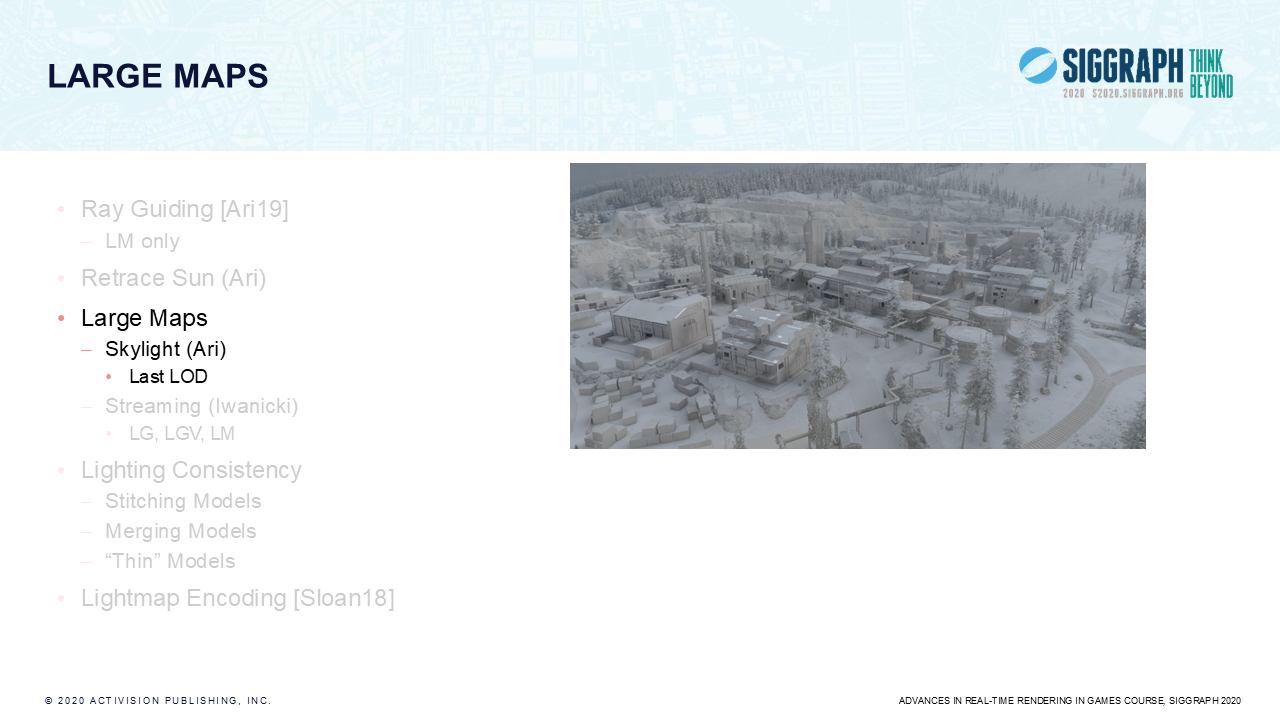 LARGE MAPS
SIGGRAPH THINK BEYOND
2020 S2020.SIGGRAPH.ORG
• Ray Guiding [Ari19]
– LM only
• Retrace Sun (Ari)
• Large Maps
– Skylight (Ari)
• Last LOD
– Streaming (Iwanicki)
• LG, LGV, LM
• Lighting Consistency
– Stitching Models
– Merging Models
– “Thin” Models
• Lightmap Encoding [Sloan18]
© 2020 ACTIVISION PUBLISHING, INC.
ADVANCES IN REAL-TIME RENDERING IN GAMES COURSE, SIGGRAPH 2020